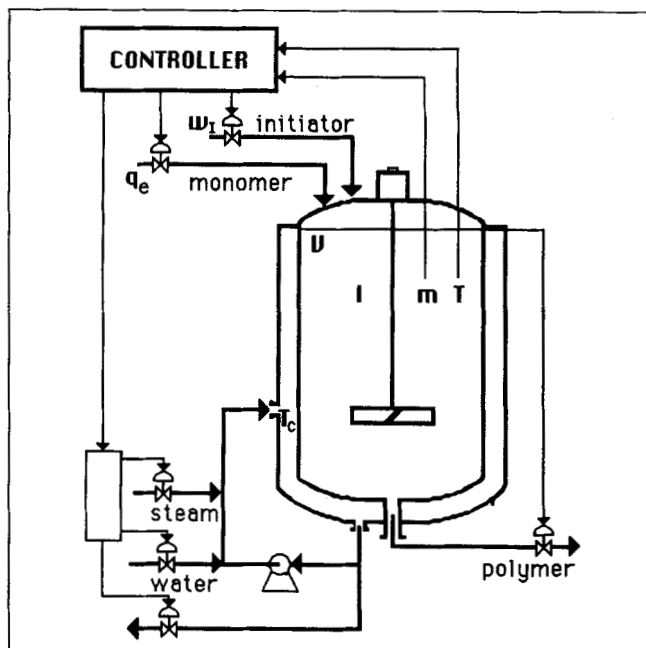 CONTROLLER
w_I initiator
q_e monomer
V
I m T
T_c
steam
water
polymer